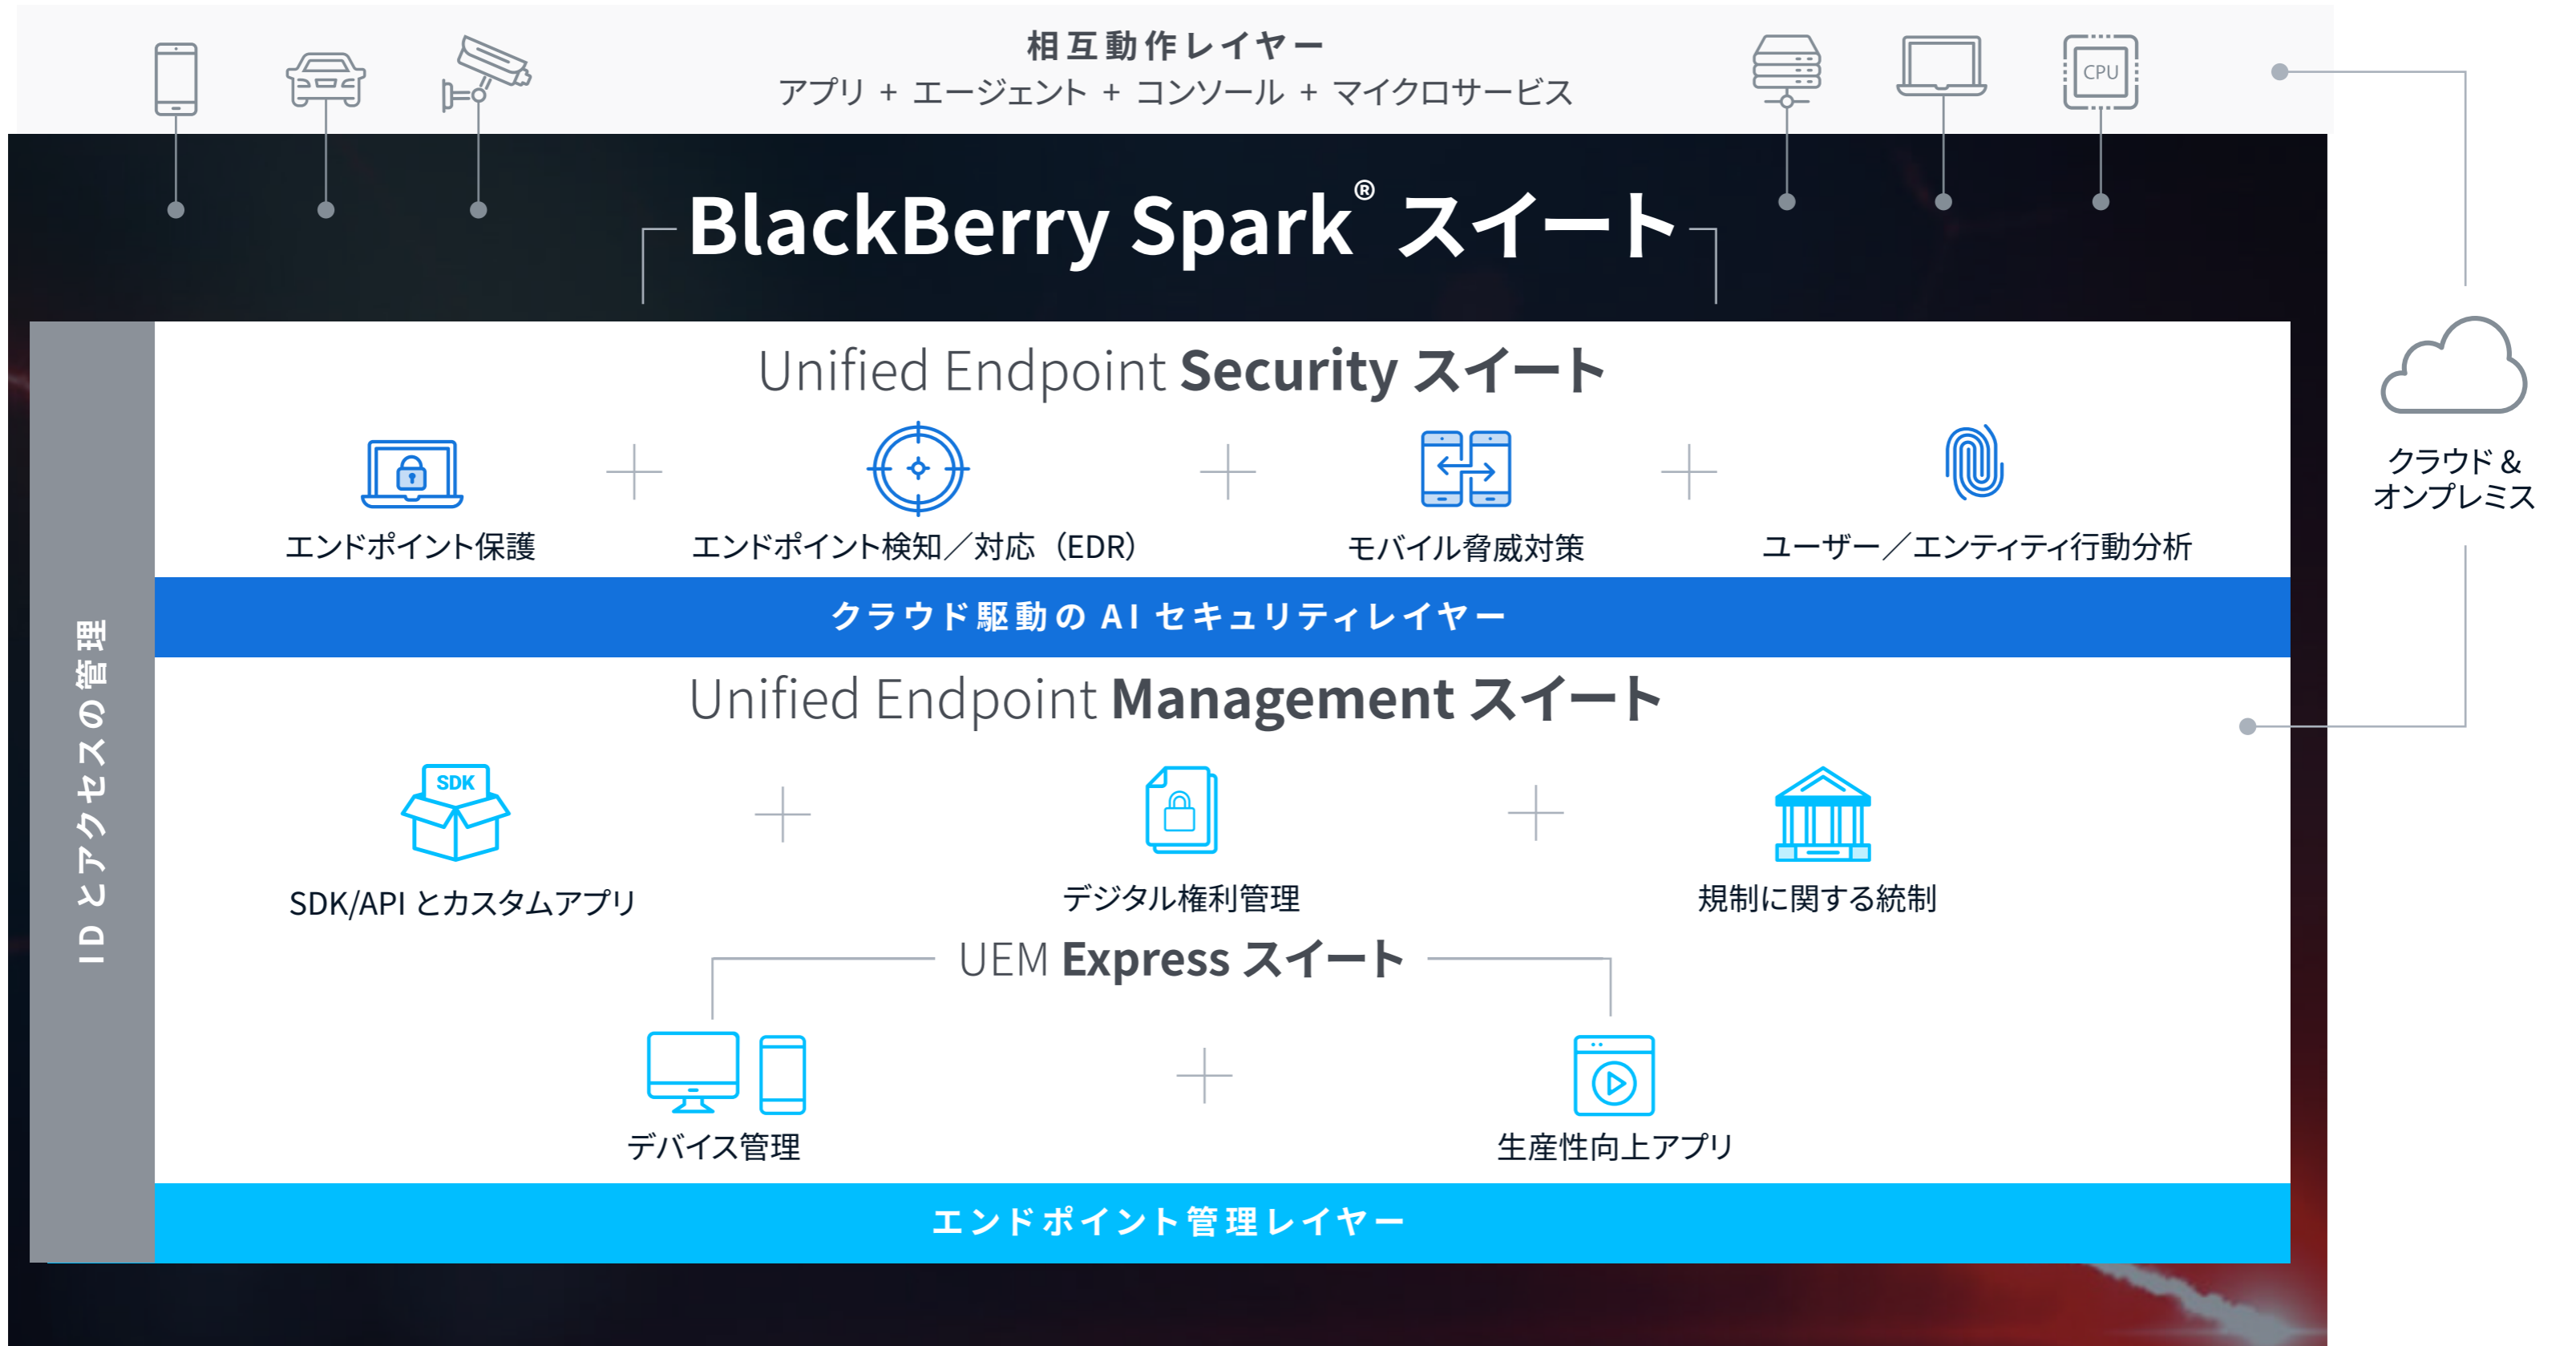 相互動作レイヤー
アプリ + エージェント + コンソール + マイクロサービス
CPU
BlackBerry Spark® スイート
Unified Endpoint Security スイート
エンドポイント保護
エンドポイント検知／対応（EDR）
モバイル脅威対策
ユーザー／エンティティ行動分析
クラウド &
オンプレミス
クラウド駆動の AI セキュリティレイヤー
ID とアクセスの管理
Unified Endpoint Management スイート
SDK
SDK/API とカスタムアプリ
デジタル権利管理
規制に関する統制
UEM Express スイート
デバイス管理
生産性向上アプリ
エンドポイント管理レイヤー